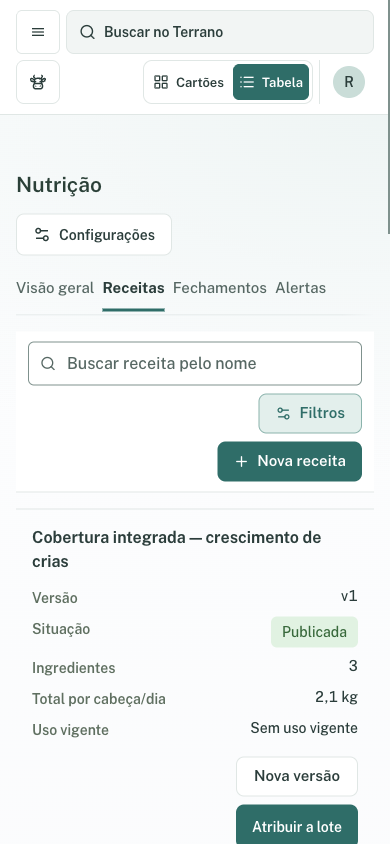 Buscar no Terrano
Cartões
Tabela
R
Nutrição
Configurações
Visão geral Receitas Fechamentos Alertas
Buscar receita pelo nome
Filtros
Nova receita
Cobertura integrada — crescimento de
crias
Versão v1
Situação Publicada
Ingredientes 3
Total por cabeça/dia 2,1 kg
Uso vigente Sem uso vigente
Nova versão
Atribuir a lote